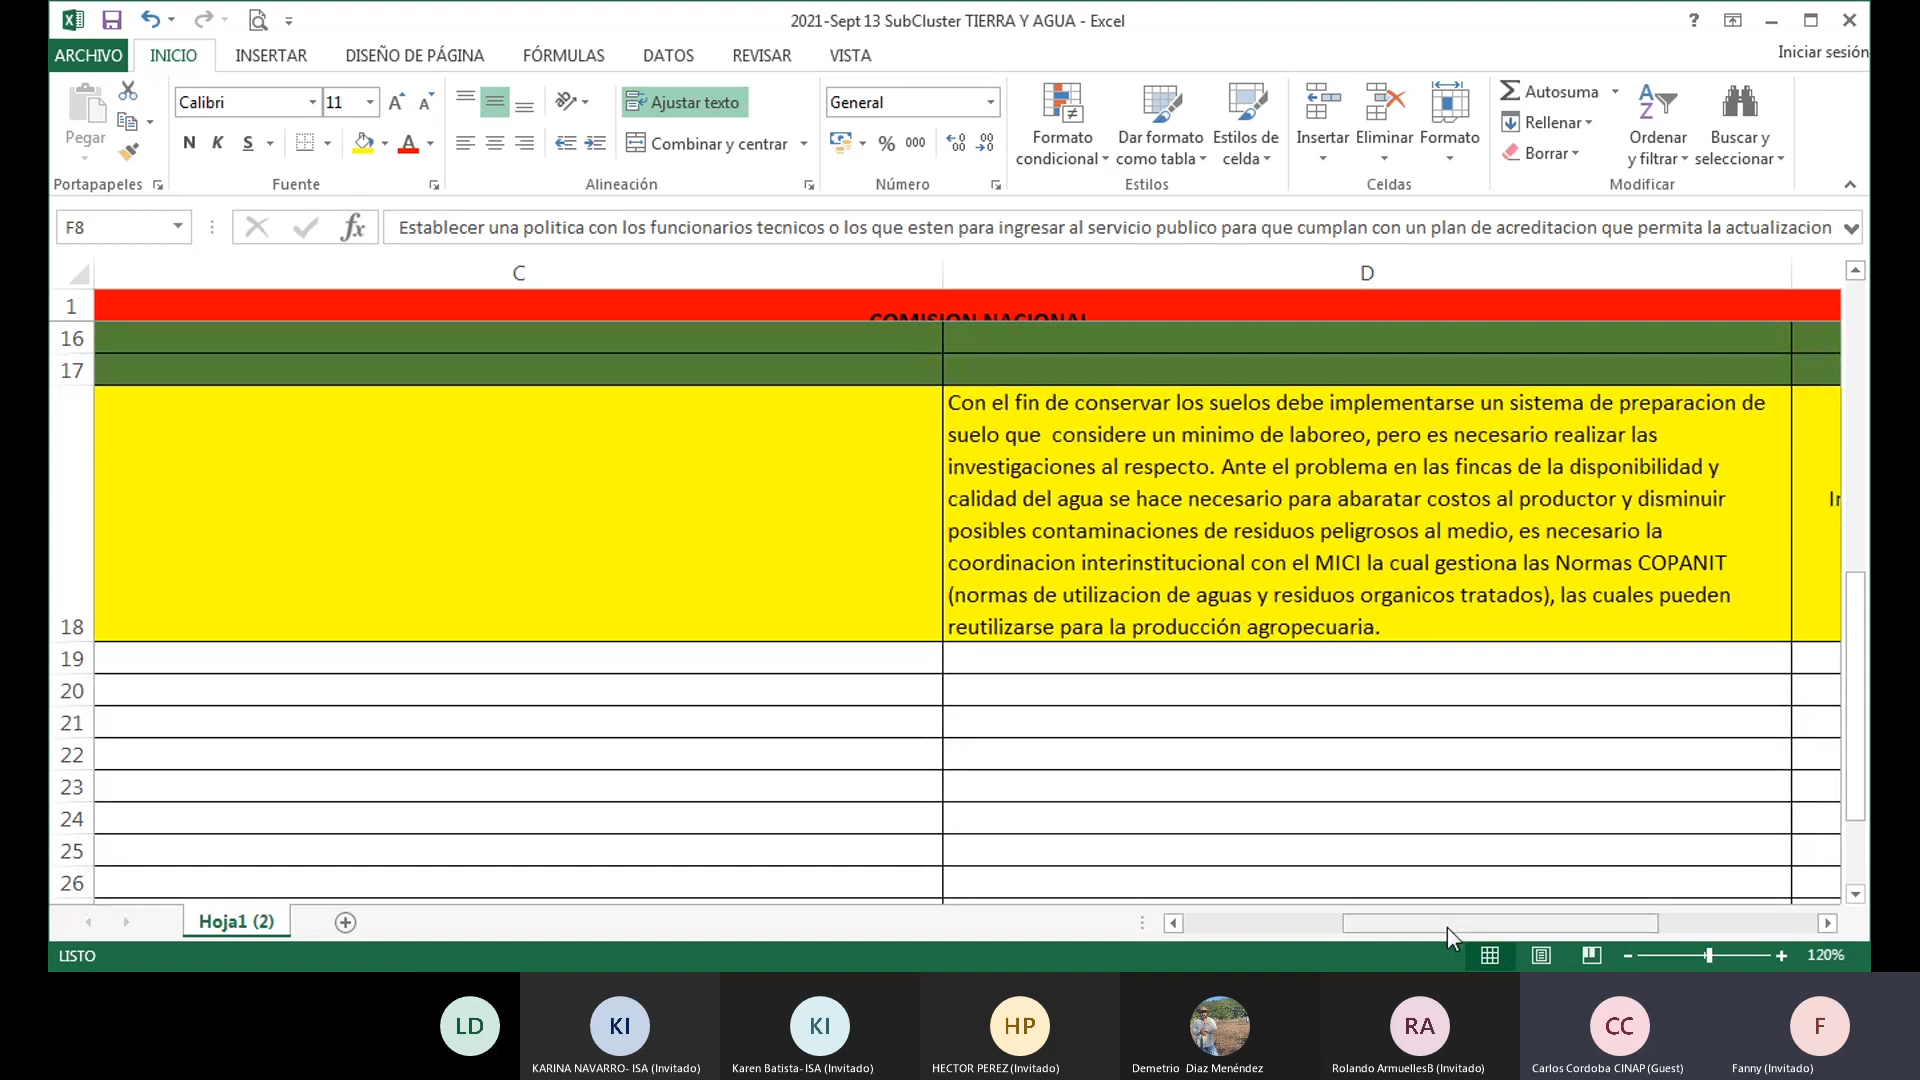 2021-Sept 13 SubCluster TIERRA Y AGUA - Excel
?
ARCHIVO INICIO INSERTAR DISEÑO DE PÁGINA FÓRMULAS DATOS REVISAR VISTA Iniciar sesión
Pegar
Portapapeles
Calibri 11
N K S
Fuente
Ajustar texto
Combinar y centrar
Alineación
General
% 000
Número
Formato condicional
Dar formato como tabla
Estilos de celda
Estilos
Insertar Eliminar Formato
Celdas
Autosuma
Rellenar
Borrar
Ordenar y filtrar
Buscar y seleccionar
Modificar
F8 fx Establecer una politica con los funcionarios tecnicos o los que esten para ingresar al servicio publico para que cumplan con un plan de acreditacion que permita la actualizacion
C D
1 COMISION NACIONAL
16
17
Con el fin de conservar los suelos debe implementarse un sistema de preparacion de
suelo que considere un minimo de laboreo, pero es necesario realizar las
investigaciones al respecto. Ante el problema en las fincas de la disponibilidad y
calidad del agua se hace necesario para abaratar costos al productor y disminuir
posibles contaminaciones de residuos peligrosos al medio, es necesario la
coordinacion interinstitucional con el MICI la cual gestiona las Normas COPANIT
(normas de utilizacion de aguas y residuos organicos tratados), las cuales pueden
reutilizarse para la producción agropecuaria.
18
19
20
21
22
23
24
25
26
Hoja1 (2)
LISTO 120%
LD KI KI HP RA CC F
KARINA NAVARRO- ISA (Invitado) Karen Batista- ISA (Invitado) HECTOR PEREZ (Invitado) Demetrio Diaz Menéndez Rolando ArmuellesB (Invitado) Carlos Cordoba CINAP (Guest) Fanny (Invitado)